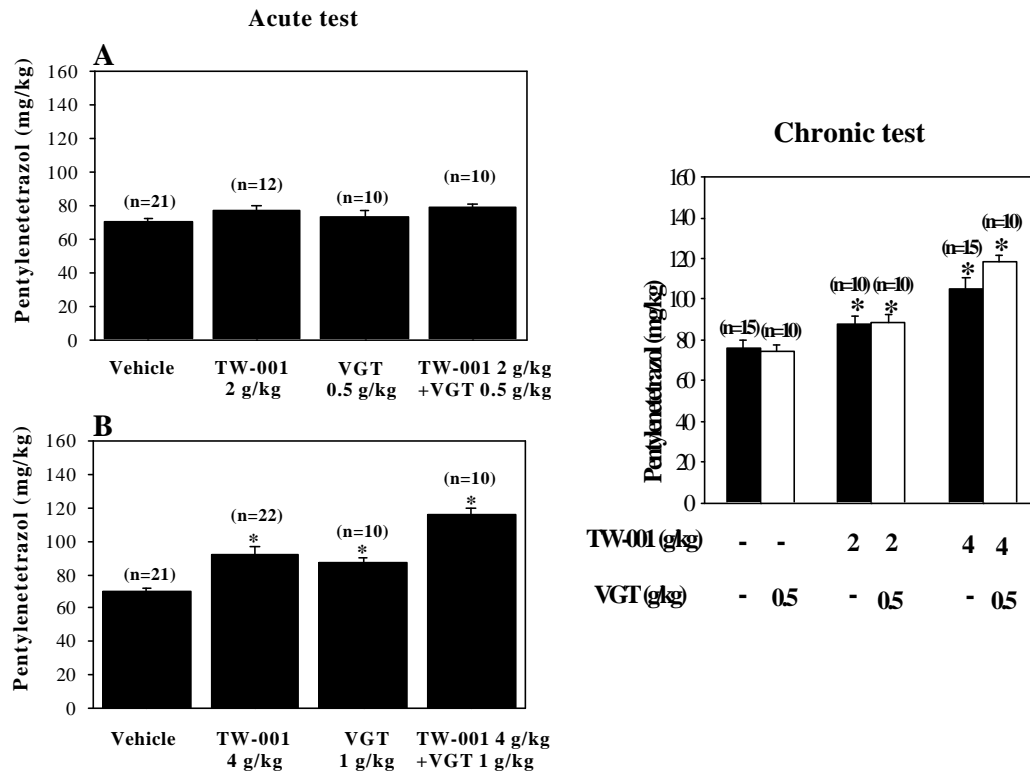 Acute test
A
Pentylenetetrazol (mg/kg)
160
140
120
100
80
60
40
20
0
(n=21)
(n=12)
(n=10)
(n=10)
Vehicle
TW-001
2 g/kg
VGT
0.5 g/kg
TW-001 2 g/kg
+VGT 0.5 g/kg
B
Pentylenetetrazol (mg/kg)
160
140
120
100
80
60
40
20
0
(n=21)
(n=22)
*
(n=10)
*
(n=10)
*
Vehicle
TW-001
4 g/kg
VGT
1 g/kg
TW-001 4 g/kg
+VGT 1 g/kg
Chronic test
Pentylenetetrazol (mg/kg)
160
140
120
100
80
60
40
20
0
(n=15)
(n=10)
(n=10)
*
(n=10)
*
(n=15)
*
(n=10)
*
TW-001 (g/kg) - - 2 2 4 4
VGT (g/kg) - 0.5 - 0.5 - 0.5